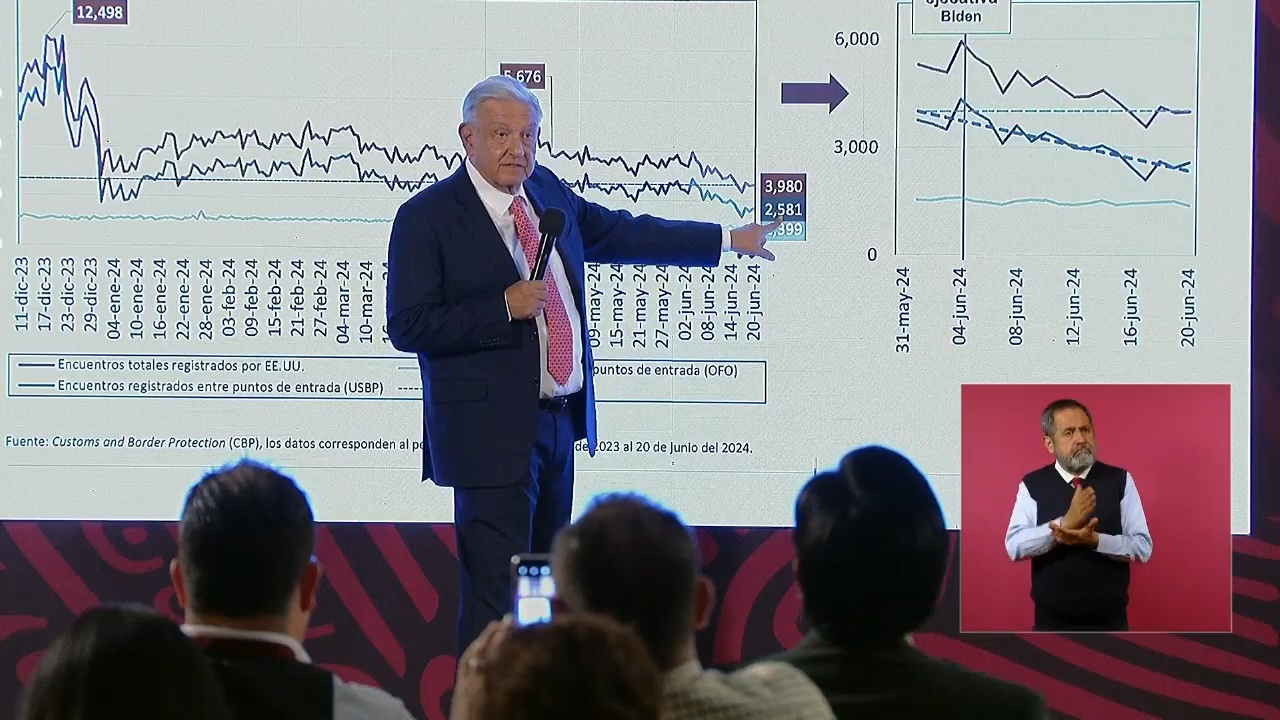 12,498
5,676
3,980
2,581
,399
11-dic-23
17-dic-23
23-dic-23
29-dic-23
04-ene-24
10-ene-24
16-ene-24
22-ene-24
28-ene-24
03-feb-24
09-feb-24
15-feb-24
21-feb-24
27-feb-24
04-mar-24
10-mar-24
09-may-24
15-may-24
21-may-24
27-may-24
02-jun-24
08-jun-24
14-jun-24
20-jun-24
Encuentros totales registrados por EE.UU.
puntos de entrada (OFO)
Encuentros registrados entre puntos de entrada (USBP)
Fuente: Customs and Border Protection (CBP), los datos corresponden al de 2023 al 20 de junio del 2024.
ejecutiva
Biden
6,000
3,000
0
31-may-24
04-jun-24
08-jun-24
12-jun-24
16-jun-24
20-jun-24